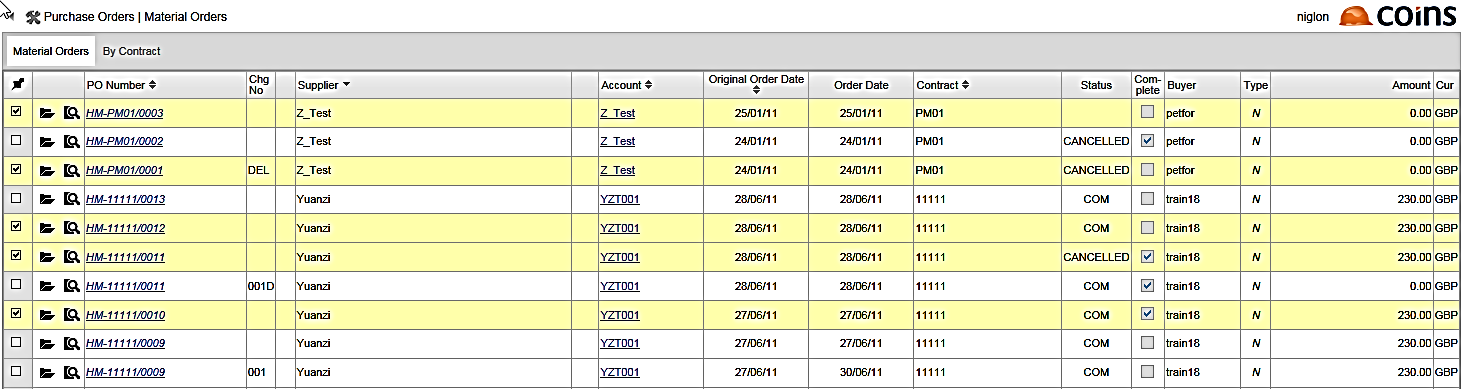 Purchase Orders | Material Orders niglon coins
Material Orders By Contract
PO Number Chg No Supplier Account Original Order Date Order Date Contract Status Com-plete Buyer Type Amount Cur
HM-PM01/0003 Z_Test Z_Test 25/01/11 25/01/11 PM01 petfor N 0.00 GBP
HM-PM01/0002 Z_Test Z_Test 24/01/11 24/01/11 PM01 CANCELLED petfor N 0.00 GBP
HM-PM01/0001 DEL Z_Test Z_Test 24/01/11 24/01/11 PM01 CANCELLED petfor N 0.00 GBP
HM-11111/0013 Yuanzi YZT001 28/06/11 28/06/11 11111 COM train18 N 230.00 GBP
HM-11111/0012 Yuanzi YZT001 28/06/11 28/06/11 11111 COM train18 N 230.00 GBP
HM-11111/0011 Yuanzi YZT001 28/06/11 28/06/11 11111 CANCELLED train18 N 230.00 GBP
HM-11111/0011 001D Yuanzi YZT001 28/06/11 28/06/11 11111 COM train18 N 0.00 GBP
HM-11111/0010 Yuanzi YZT001 27/06/11 27/06/11 11111 COM train18 N 230.00 GBP
HM-11111/0009 Yuanzi YZT001 27/06/11 27/06/11 11111 COM train18 N 230.00 GBP
HM-11111/0009 001 Yuanzi YZT001 27/06/11 30/06/11 11111 COM train18 N 230.00 GBP